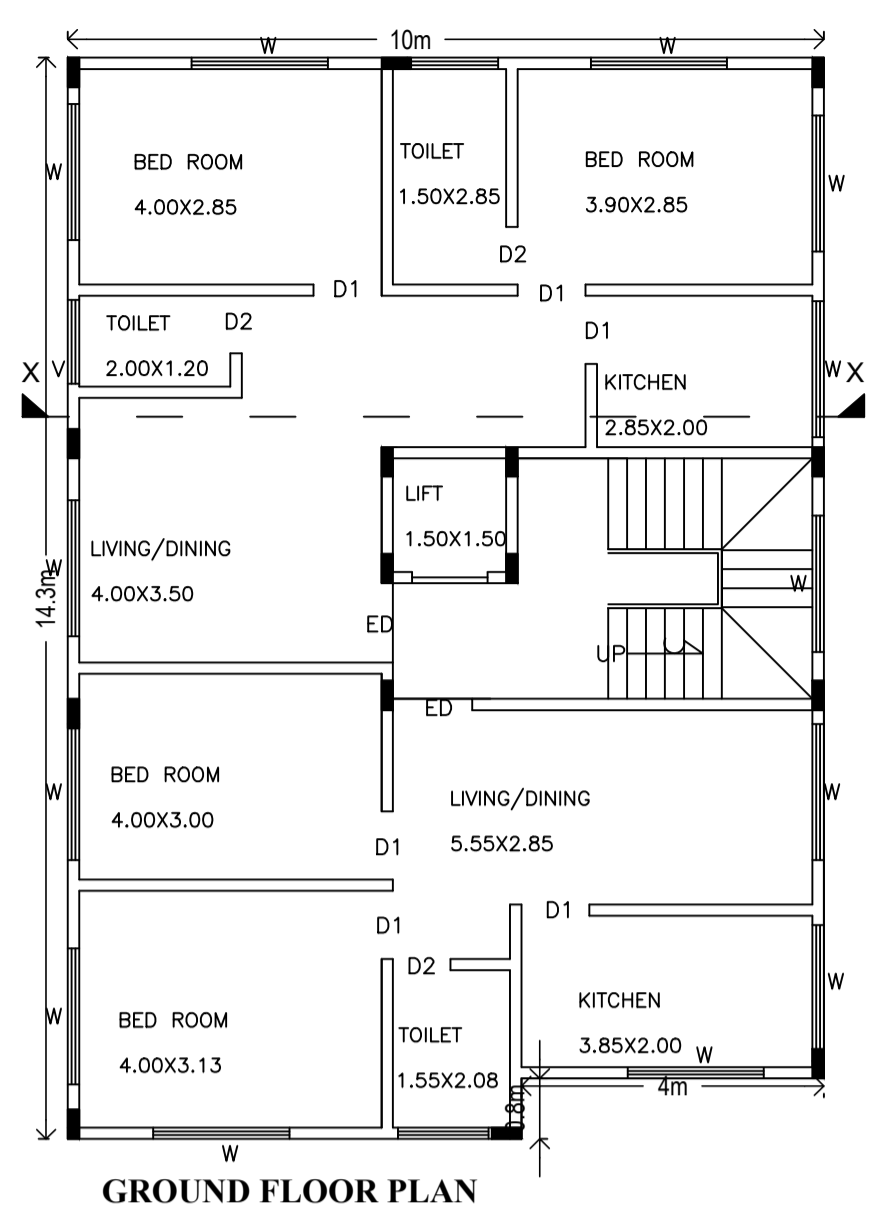 10m
W
W
BED ROOM
4.00X2.85
TOILET
1.50X2.85
BED ROOM
3.90X2.85
W
W
D2
D1
D1
TOILET
2.00X1.20
D2
D1
V
X
W
X
KITCHEN
2.85X2.00
LIFT
1.50X1.50
LIVING/DINING
4.00X3.50
W
W
14.3m
ED
UP
ED
BED ROOM
4.00X3.00
W
LIVING/DINING
5.55X2.85
W
D1
D1
D1
D2
BED ROOM
4.00X3.13
W
KITCHEN
3.85X2.00
W
W
TOILET
1.55X2.08
4m
0.8m
W
GROUND FLOOR PLAN